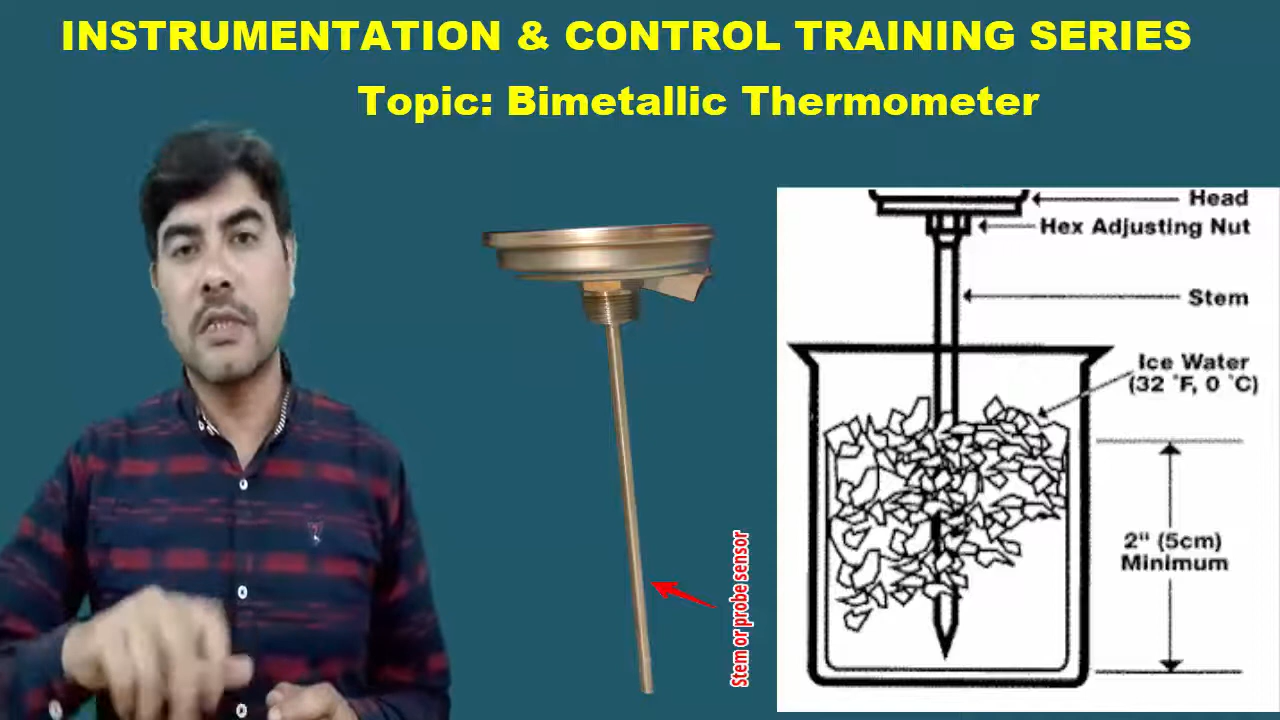 INSTRUMENTATION & CONTROL TRAINING SERIES
Topic: Bimetallic Thermometer
Stem or probe sensor
Head
Hex Adjusting Nut
Stem
Ice Water
(32 ˚F, 0 ˚C)
2" (5cm)
Minimum